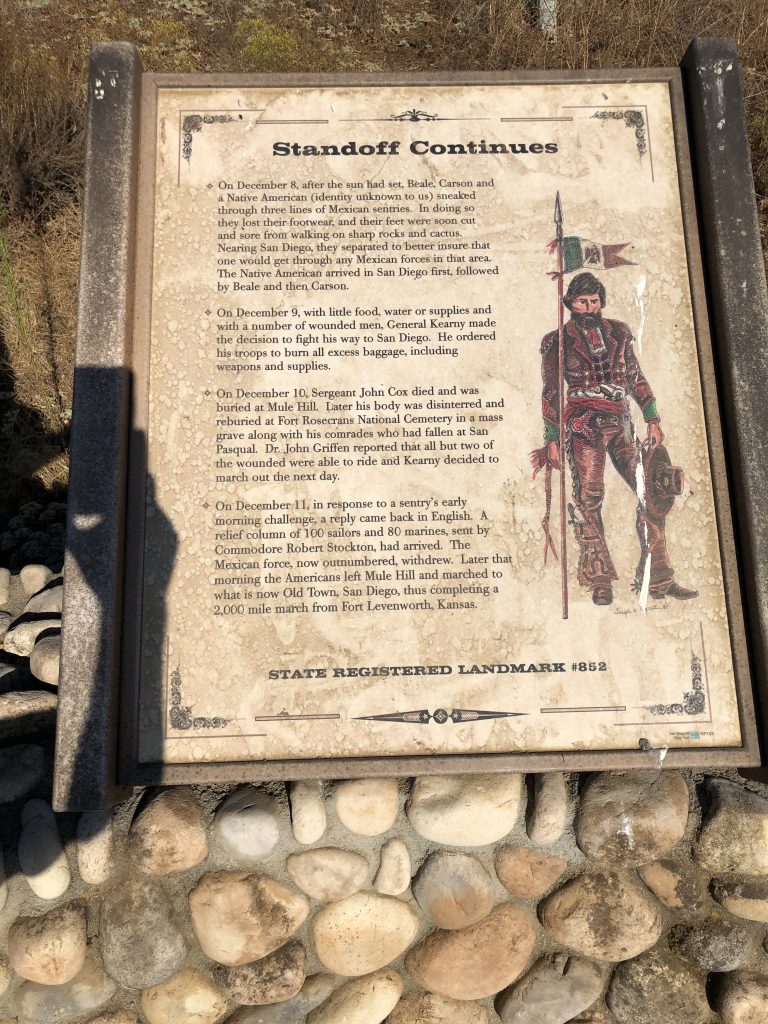 Standoff Continues
On December 8, after the sun had set, Beale, Carson and
a Native American (identity unknown to us) sneaked
through three lines of Mexican sentries. In doing so
they lost their footwear, and their feet were soon cut
and sore from walking on sharp rocks and cactus.
Nearing San Diego, they separated to better insure that
one would get through any Mexican forces in that area.
The Native American arrived in San Diego first, followed
by Beale and then Carson.
On December 9, with little food, water or supplies and
with a number of wounded men, General Kearny made
the decision to fight his way to San Diego. He ordered
his troops to burn all excess baggage, including
weapons and supplies.
On December 10, Sergeant John Cox died and was
buried at Mule Hill. Later his body was disinterred and
reburied at Fort Rosecrans National Cemetery in a mass
grave along with his comrades who had fallen at San
Pasqual. Dr. John Griffen reported that all but two of
the wounded were able to ride and Kearny decided to
march out the next day.
On December 11, in response to a sentry's early
morning challenge, a reply came back in English. A
relief column of 100 sailors and 80 marines, sent by
Commodore Robert Stockton, had arrived. The
Mexican force, now outnumbered, withdrew. Later that
morning the Americans left Mule Hill and marched to
what is now Old Town, San Diego, thus completing a
2,000 mile march from Fort Levenworth, Kansas.
STATE REGISTERED LANDMARK #852